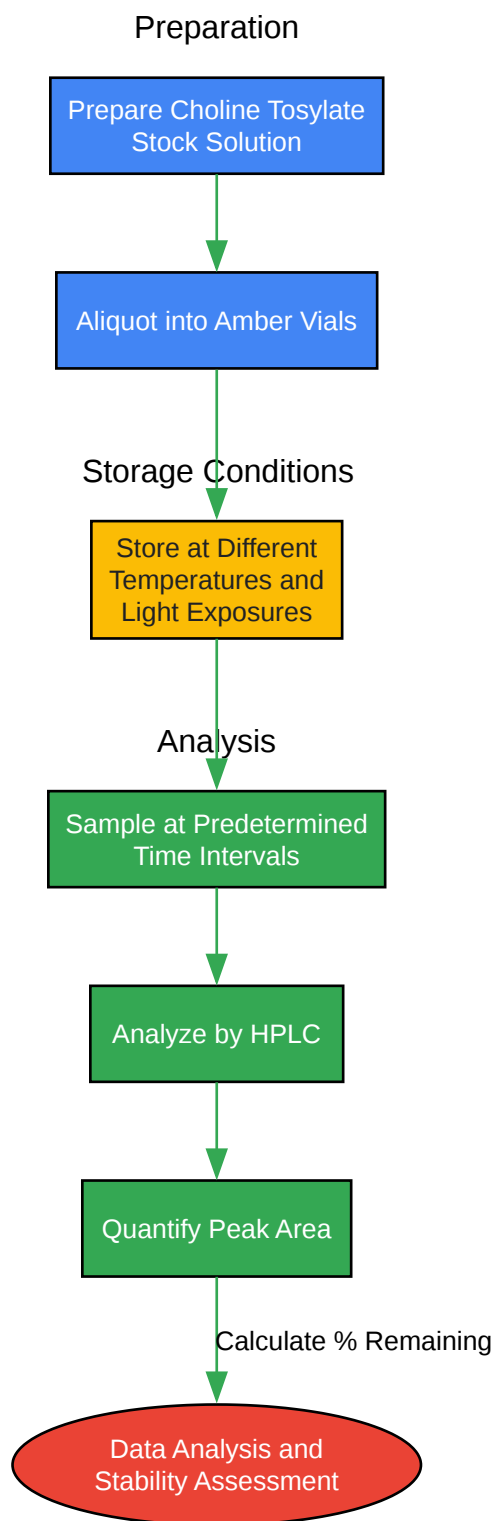 Preparation
Prepare Choline Tosylate
Stock Solution
Aliquot into Amber Vials
Storage Conditions
Store at Different
Temperatures and
Light Exposures
Analysis
Sample at Predetermined
Time Intervals
Analyze by HPLC
Quantify Peak Area
Calculate % Remaining
Data Analysis and
Stability Assessment